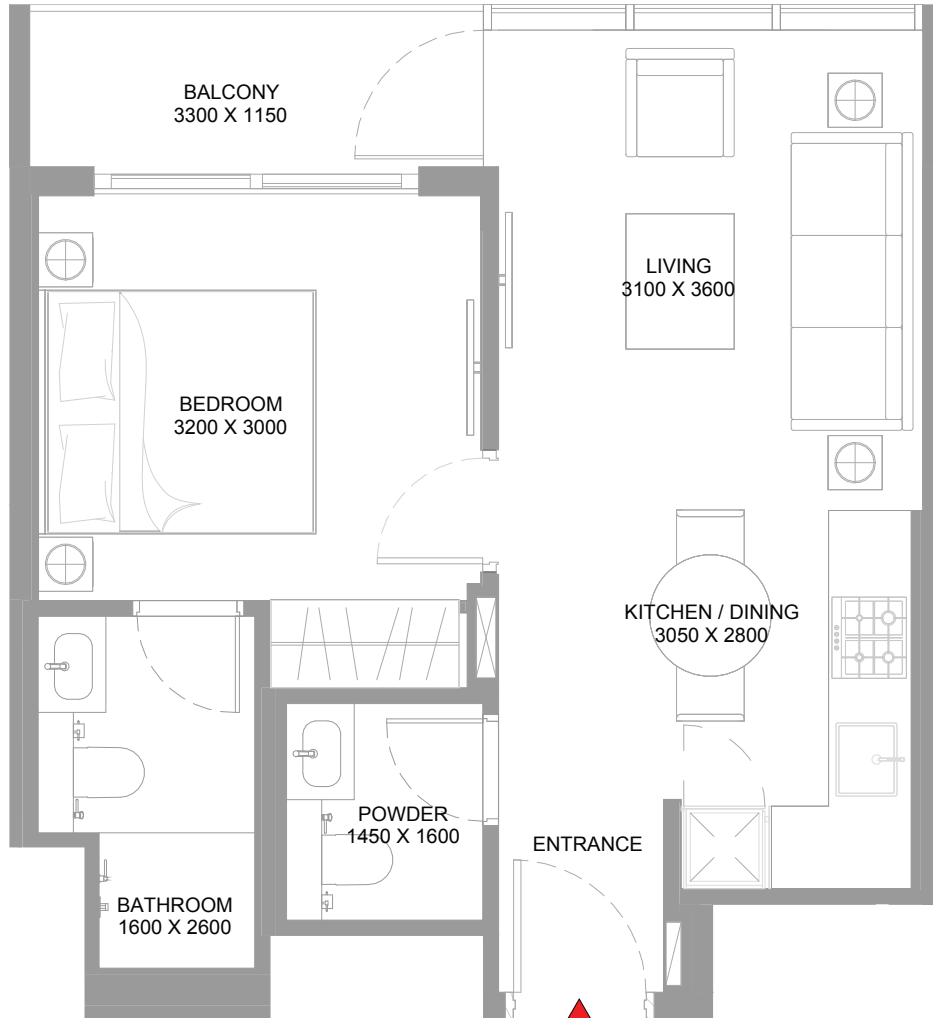 BALCONY
3300 X 1150
LIVING
3100 X 3600
BEDROOM
3200 X 3000
KITCHEN / DINING
3050 X 2800
POWDER
1450 X 1600
ENTRANCE
BATHROOM
1600 X 2600